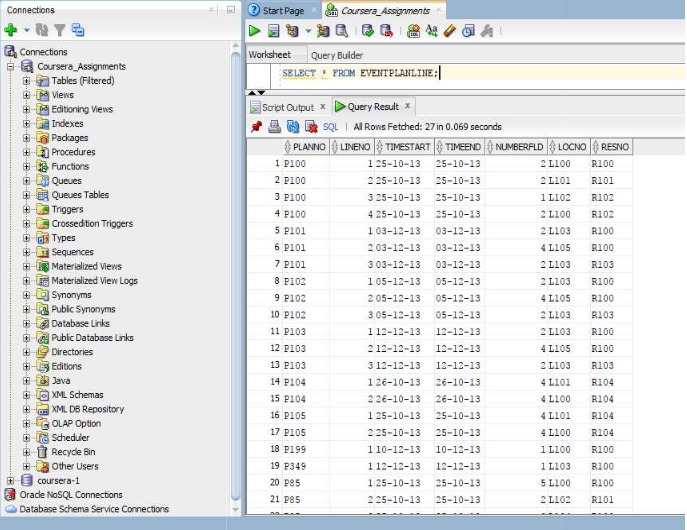 Connections
Connections
Coursera_Assignments
Tables (Filtered)
Views
Editioning Views
Indexes
Packages
Procedures
Functions
Queues
Queues Tables
Triggers
Crossedition Triggers
Types
Sequences
Materialized Views
Materialized View Logs
Synonyms
Public Synonyms
Database Links
Public Database Links
Directories
Editions
Java
XML Schemas
XML DB Repository
OLAP Option
Scheduler
Recycle Bin
Other Users
coursera-1
Oracle NoSQL Connections
Database Schema Service Connections
Start Page Coursera_Assignments
Worksheet Query Builder
SELECT * FROM EVENTPLANLINE;
Script Output Query Result
SQL | All Rows Fetched: 27 in 0.069 seconds
PLANNO LINENO TIMESTART TIMEEND NUMBERFLD LOCNO RESNO
1 P100 1 25-10-13 25-10-13 2 L100 R100
2 P100 2 25-10-13 25-10-13 2 L101 R101
3 P100 3 25-10-13 25-10-13 1 L102 R102
4 P100 4 25-10-13 25-10-13 2 L100 R102
5 P101 1 03-12-13 03-12-13 2 L103 R100
6 P101 2 03-12-13 03-12-13 4 L105 R100
7 P101 3 03-12-13 03-12-13 2 L103 R103
8 P102 1 05-12-13 05-12-13 2 L103 R100
9 P102 2 05-12-13 05-12-13 4 L105 R100
10 P102 3 05-12-13 05-12-13 2 L103 R103
11 P103 1 12-12-13 12-12-13 2 L103 R100
12 P103 2 12-12-13 12-12-13 4 L105 R100
13 P103 3 12-12-13 12-12-13 2 L103 R103
14 P104 1 26-10-13 26-10-13 4 L101 R104
15 P104 2 26-10-13 26-10-13 4 L100 R104
16 P105 1 25-10-13 25-10-13 4 L101 R104
17 P105 2 25-10-13 25-10-13 4 L100 R104
18 P199 1 10-12-13 10-12-13 1 L100 R100
19 P349 1 12-12-13 12-12-13 1 L103 R100
20 P85 1 25-10-13 25-10-13 5 L100 R100
21 P85 2 25-10-13 25-10-13 2 L102 R101